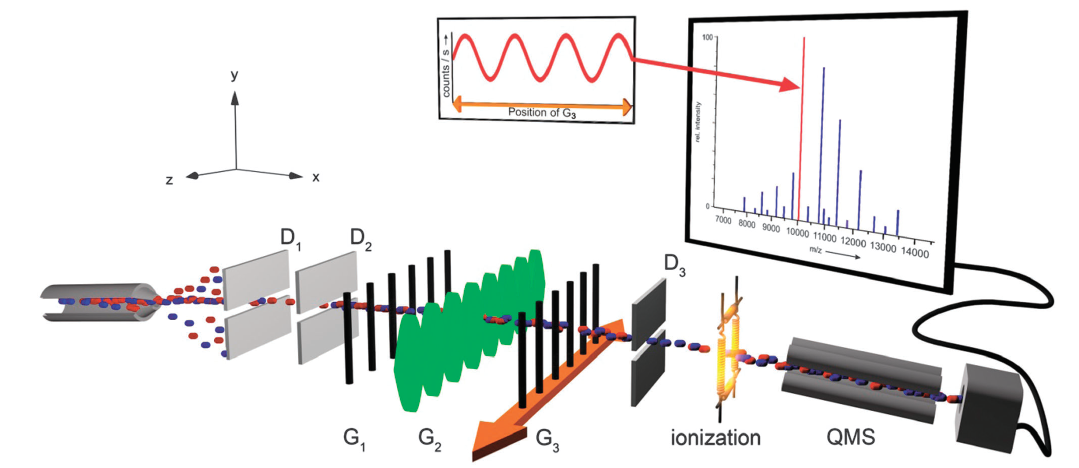 counts / s →
Position of G3
100
rel. intensity
0
7000 8000 9000 10000 11000 12000 13000 14000
m/z
y
z
x
D1
D2
D3
G1
G2
G3
ionization
QMS